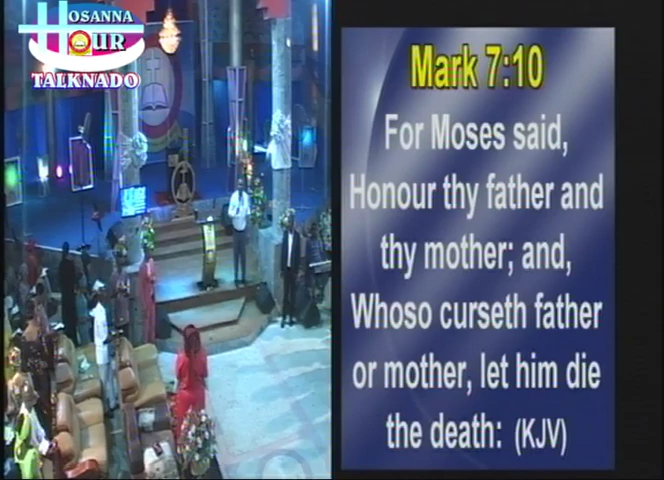 HOSANNA
HOUR
TALKNADO
Mark 7:10
For Moses said,
Honour thy father and
thy mother; and,
Whoso curseth father
or mother, let him die
the death: (KJV)